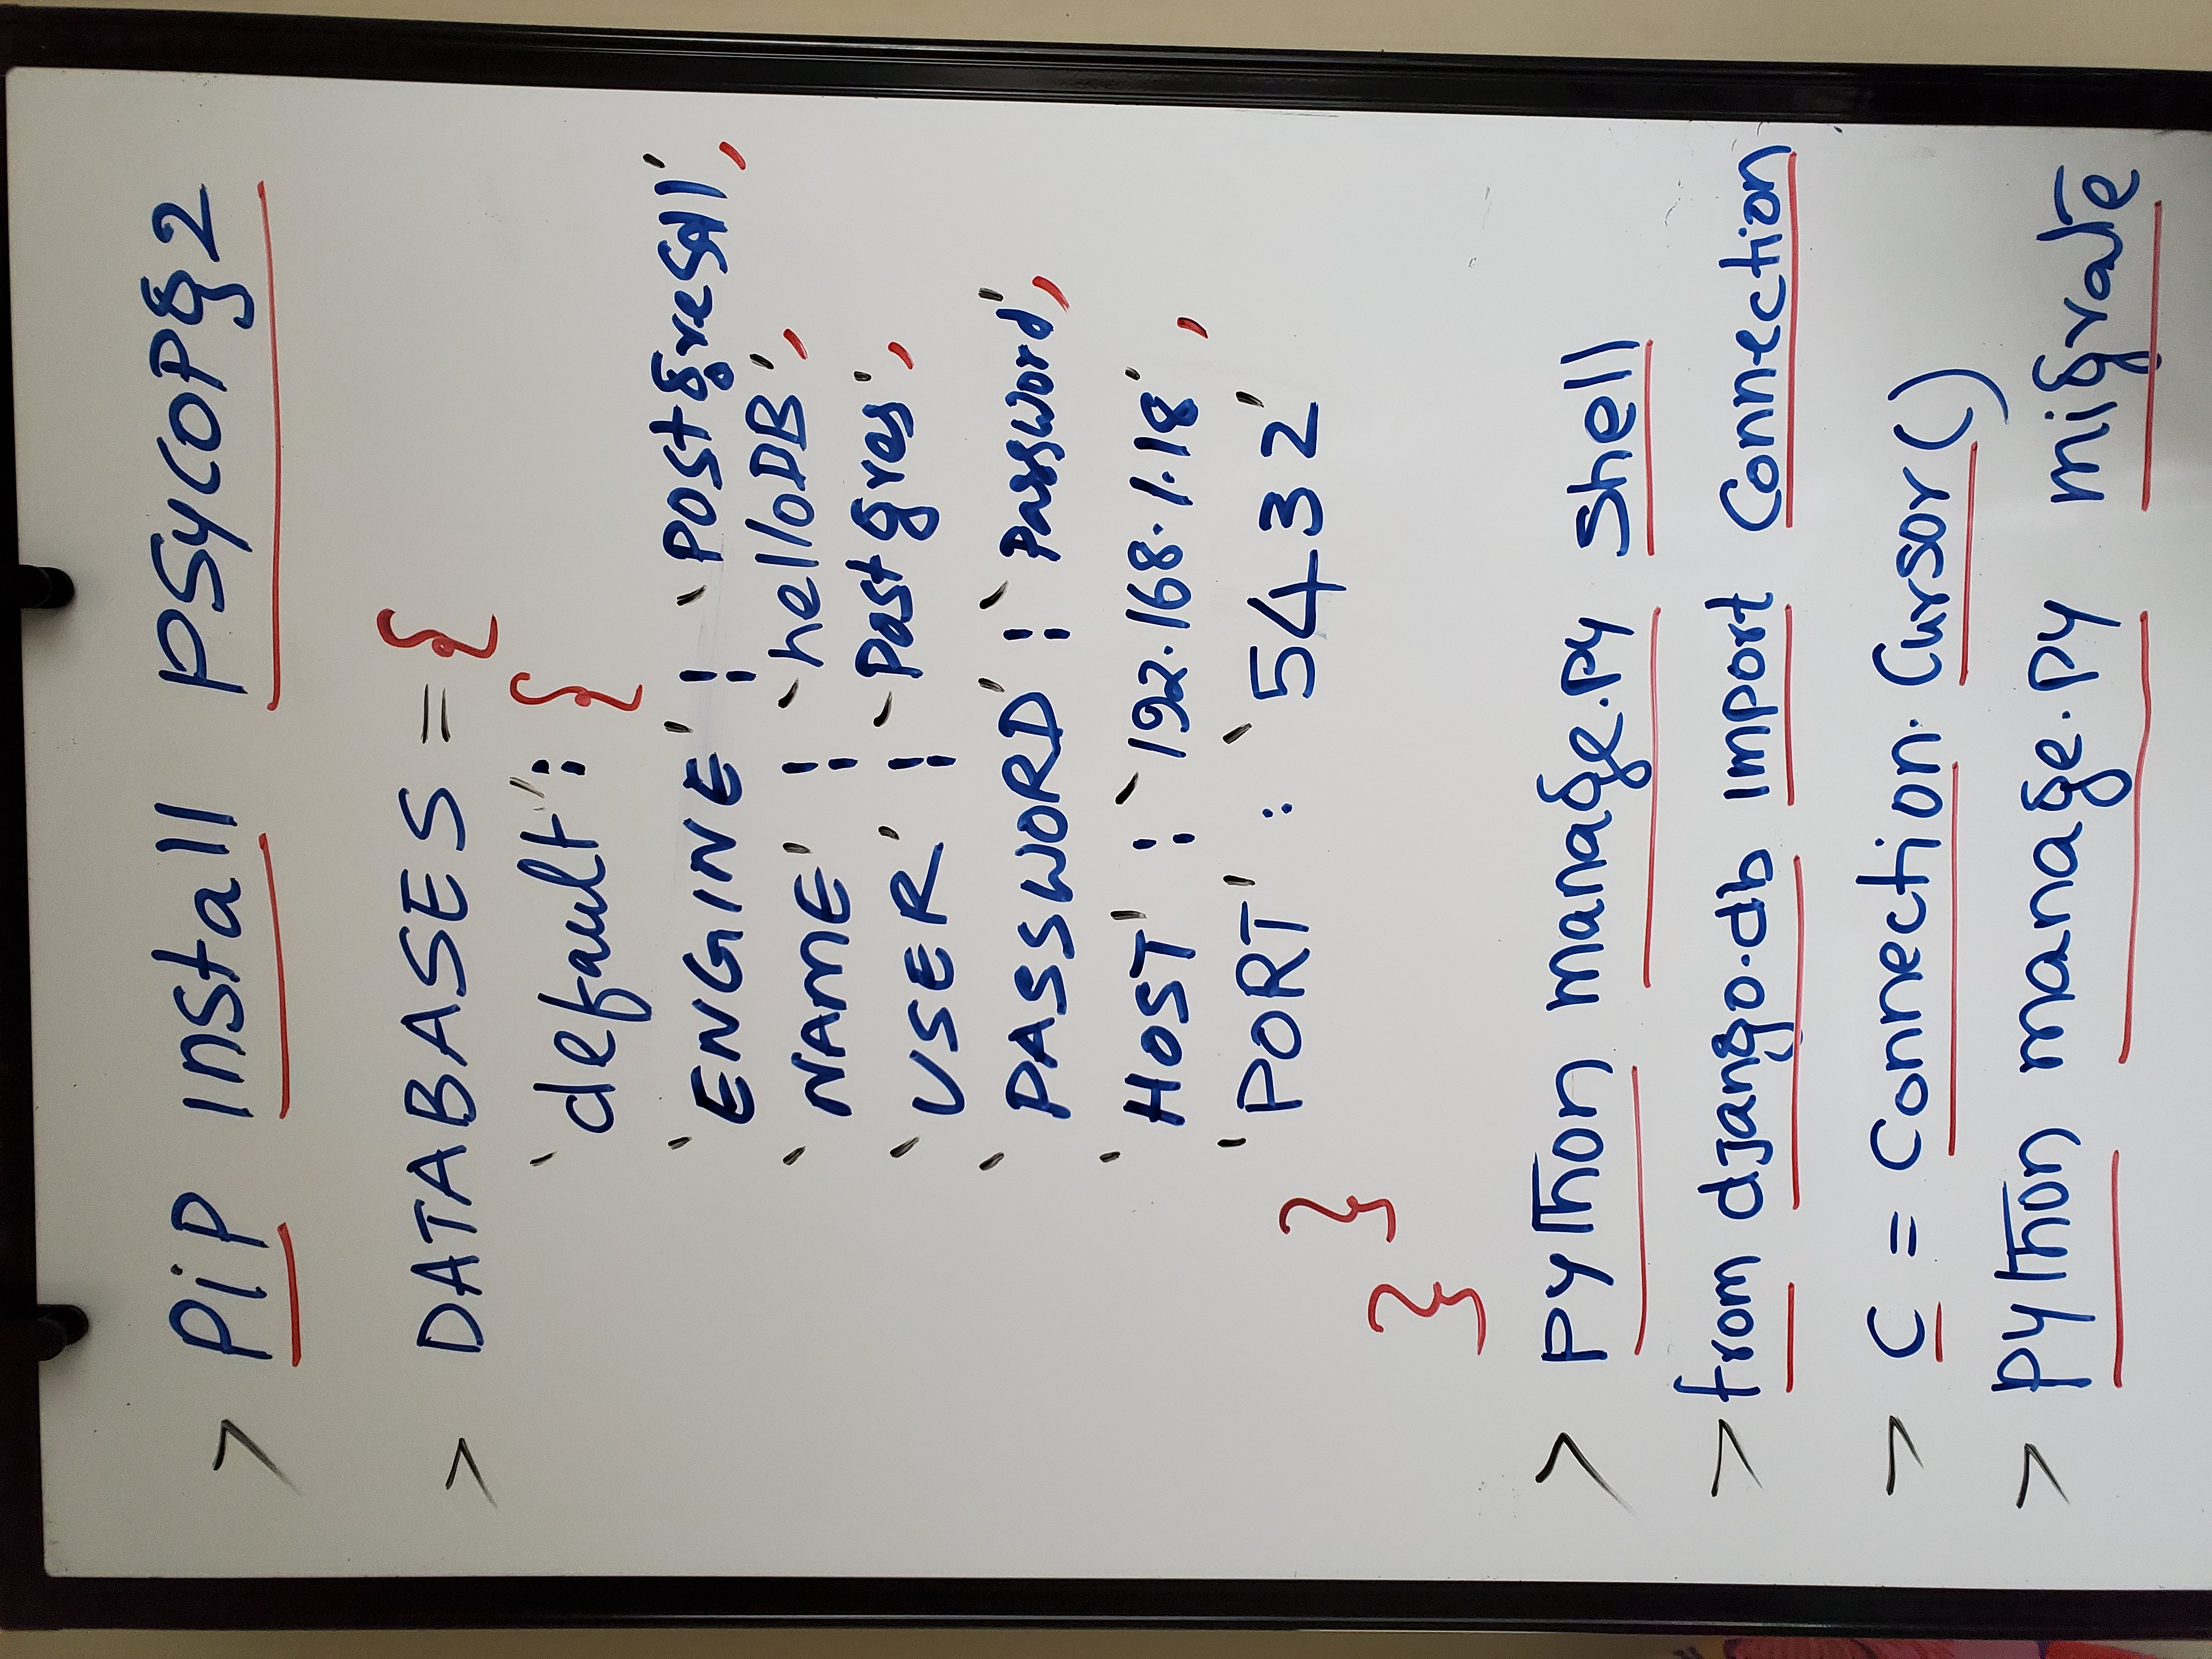 > Pip install psycopg2
> DATABASES = {
'default': {
'ENGINE' : 'Postgresql',
'NAME' : 'helloDB',
'USER' : 'Postgres',
'PASSWORD' : 'Password',
'HOST' : '192.168.1.18',
'PORT' : '5432'
}
}
> Python manage.py shell
> from django.db import Connection
> C = Connection.Cursor()
> Python manage.py migrate